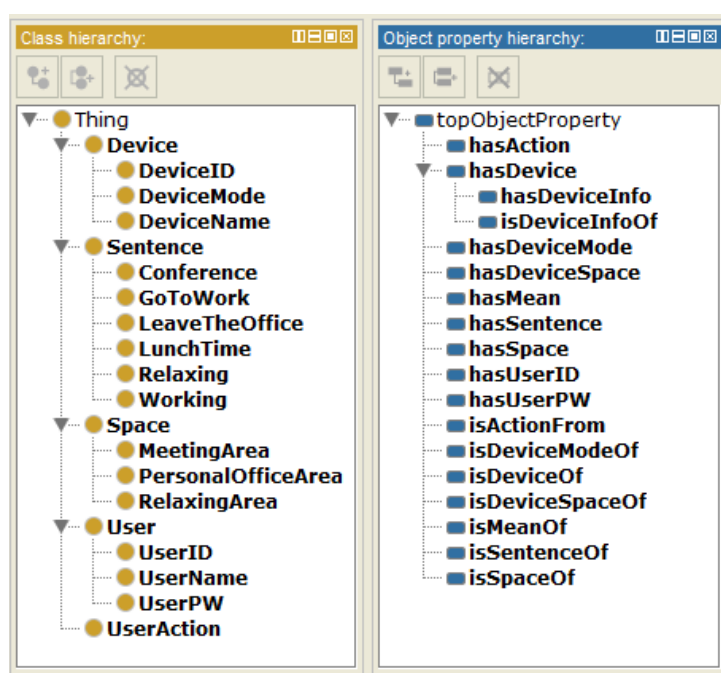 Class hierarchy:
Thing
Device
DeviceID
DeviceMode
DeviceName
Sentence
Conference
GoToWork
LeaveTheOffice
LunchTime
Relaxing
Working
Space
MeetingArea
PersonalOfficeArea
RelaxingArea
User
UserID
UserName
UserPW
UserAction
Object property hierarchy:
topObjectProperty
hasAction
hasDevice
hasDeviceInfo
isDeviceInfoOf
hasDeviceMode
hasDeviceSpace
hasMean
hasSentence
hasSpace
hasUserID
hasUserPW
isActionFrom
isDeviceModeOf
isDeviceOf
isDeviceSpaceOf
isMeanOf
isSentenceOf
isSpaceOf